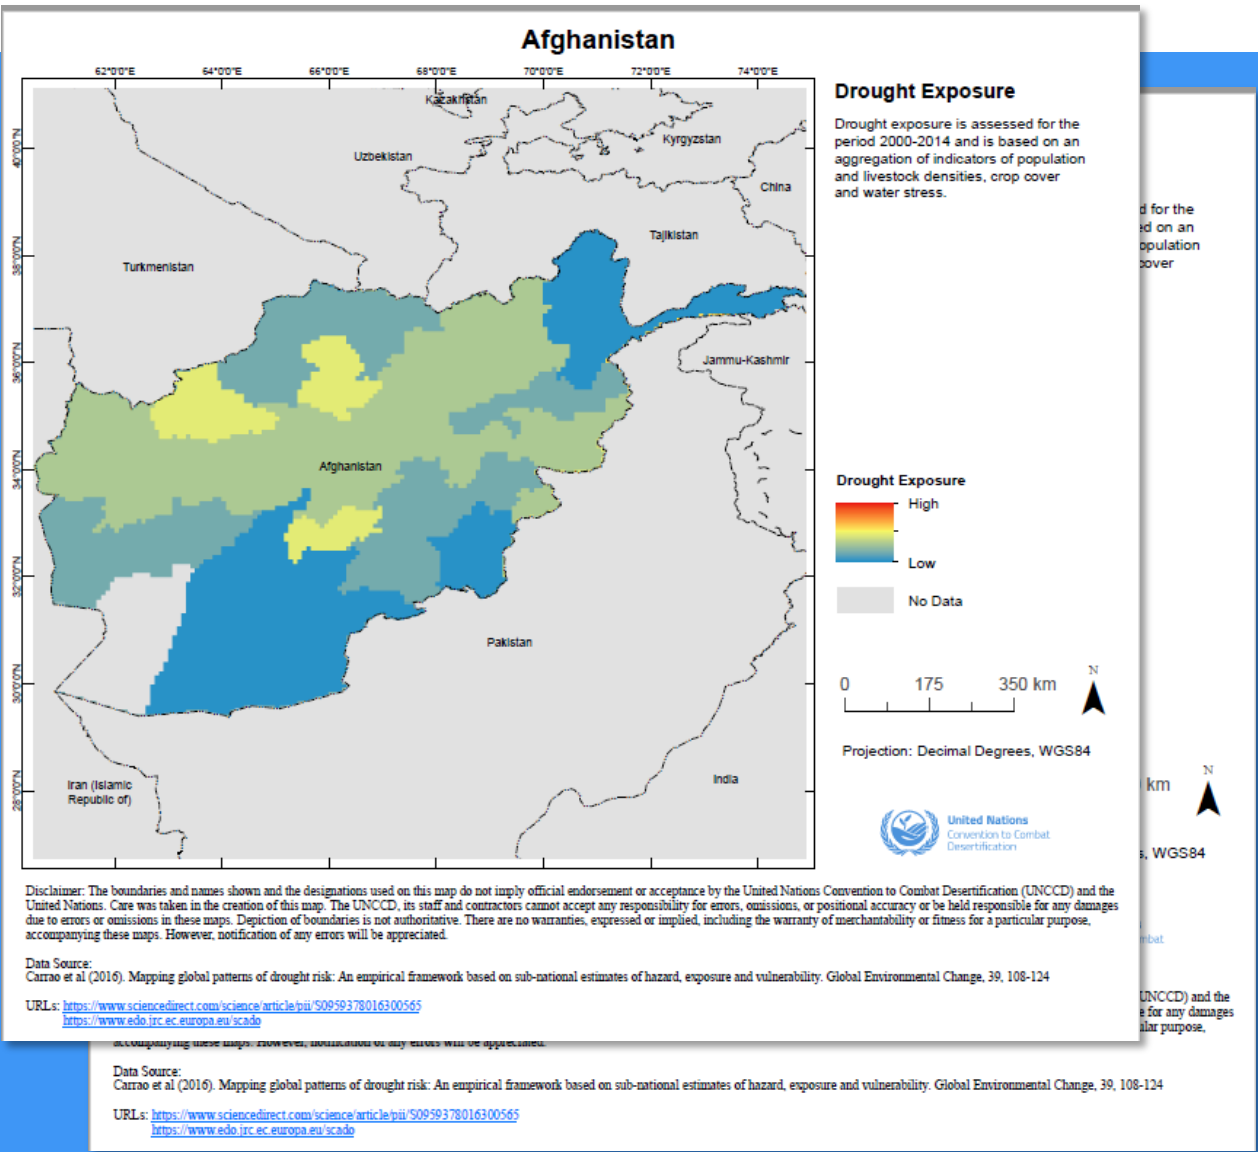 Afghanistan
62°0'0"E
64°0'0"E
66°0'0"E
68°0'0"E
70°0'0"E
72°0'0"E
74°0'0"E
40°0'0"N
38°0'0"N
36°0'0"N
34°0'0"N
32°0'0"N
30°0'0"N
28°0'0"N
Kazakhstan
Kyrgyzstan
Uzbekistan
China
Tajikistan
Turkmenistan
Jammu-Kashmir
Afghanistan
Pakistan
India
Iran (Islamic
Republic of)
Drought Exposure
Drought exposure is assessed for the
period 2000-2014 and is based on an
aggregation of indicators of population
and livestock densities, crop cover
and water stress.
Drought Exposure
High
Low
No Data
0 175 350 km
N
Projection: Decimal Degrees, WGS84
United Nations
Convention to Combat
Desertification
Disclaimer: The boundaries and names shown and the designations used on this map do not imply official endorsement or acceptance by the United Nations Convention to Combat Desertification (UNCCD) and the
United Nations. Care was taken in the creation of this map. The UNCCD, its staff and contractors cannot accept any responsibility for errors, omissions, or positional accuracy or be held responsible for any damages
due to errors or omissions in these maps. Depiction of boundaries is not authoritative. There are no warranties, expressed or implied, including the warranty of merchantability or fitness for a particular purpose,
accompanying these maps. However, notification of any errors will be appreciated.
Data Source:
Carrao et al (2016). Mapping global patterns of drought risk: An empirical framework based on sub-national estimates of hazard, exposure and vulnerability. Global Environmental Change, 39, 108-124
URLs: https://www.sciencedirect.com/science/article/pii/S0959378016300565
https://www.edo.jrc.ec.europa.eu/scado
d for the
ed on an
opulation
cover
km
N
s, WGS84
mbat
UNCCD) and the
e for any damages
ular purpose,
accompanying these maps. However, notification of any errors will be appreciated.
Data Source:
Carrao et al (2016). Mapping global patterns of drought risk: An empirical framework based on sub-national estimates of hazard, exposure and vulnerability. Global Environmental Change, 39, 108-124
URLs: https://www.sciencedirect.com/science/article/pii/S0959378016300565
https://www.edo.jrc.ec.europa.eu/scado